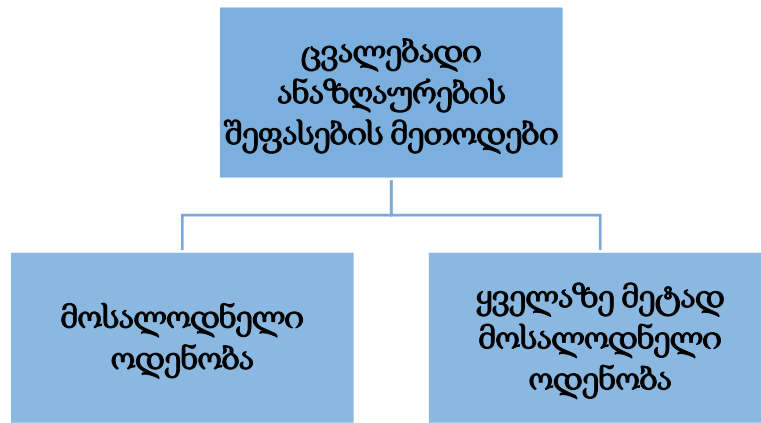 ცვალებადი
ანაზღაურების
შეფასების მეთოდები
მოსალოდნელი
ოდენობა
ყველაზე მეტად
მოსალოდნელი
ოდენობა